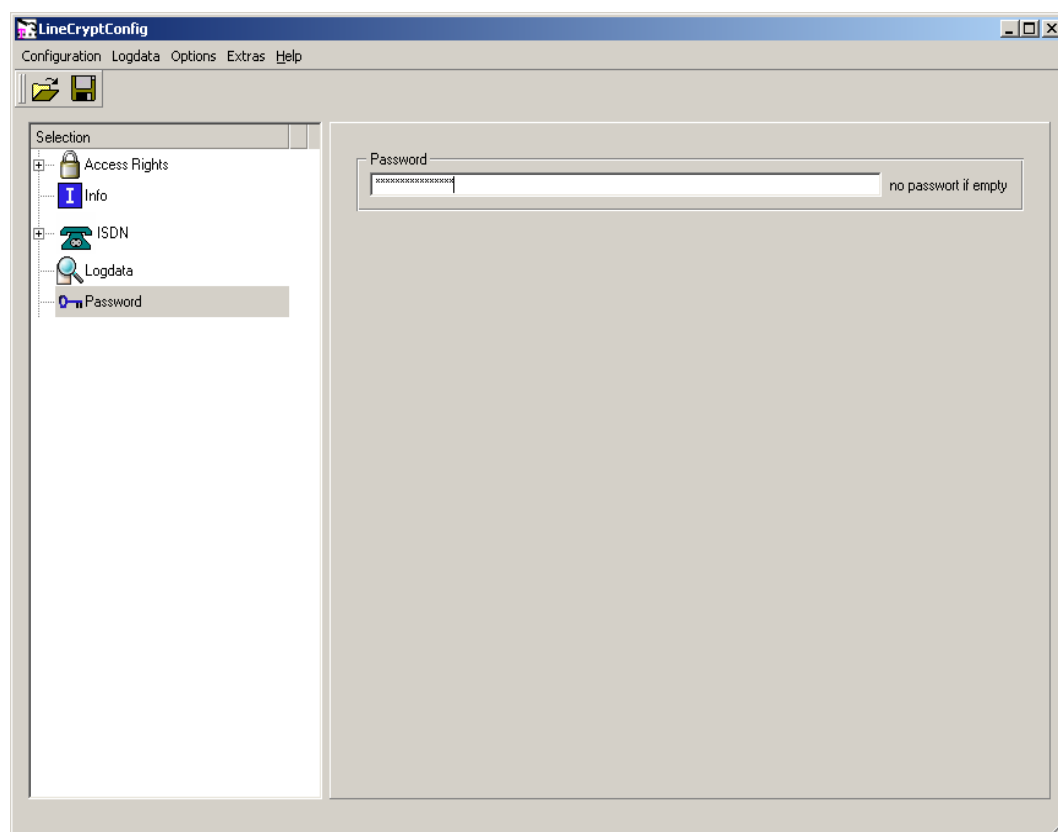 LineCryptConfig
Configuration Logdata Options Extras Help
Selection
Access Rights
I Info
ISDN
Logdata
Password
Password
****************
no passwort if empty